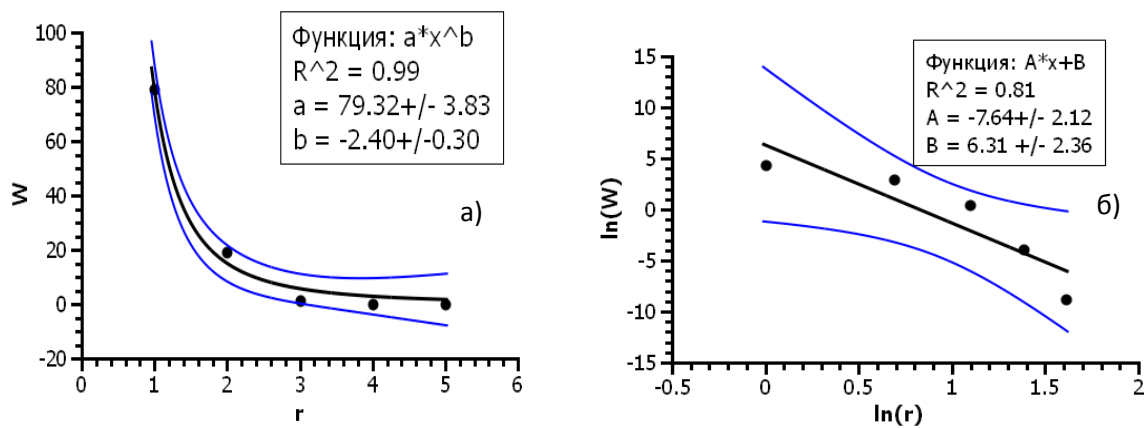 Функция: a*x^b
R^2 = 0.99
a = 79.32+/- 3.83
b = -2.40+/-0.30
а)
W
100
80
60
40
20
0
-20
0
1
2
3
4
5
6
r
Функция: A*x+B
R^2 = 0.81
A = -7.64+/- 2.12
B = 6.31 +/- 2.36
б)
ln(W)
15
10
5
0
-5
-10
-15
-0.5
0
0.5
1
1.5
2
ln(r)